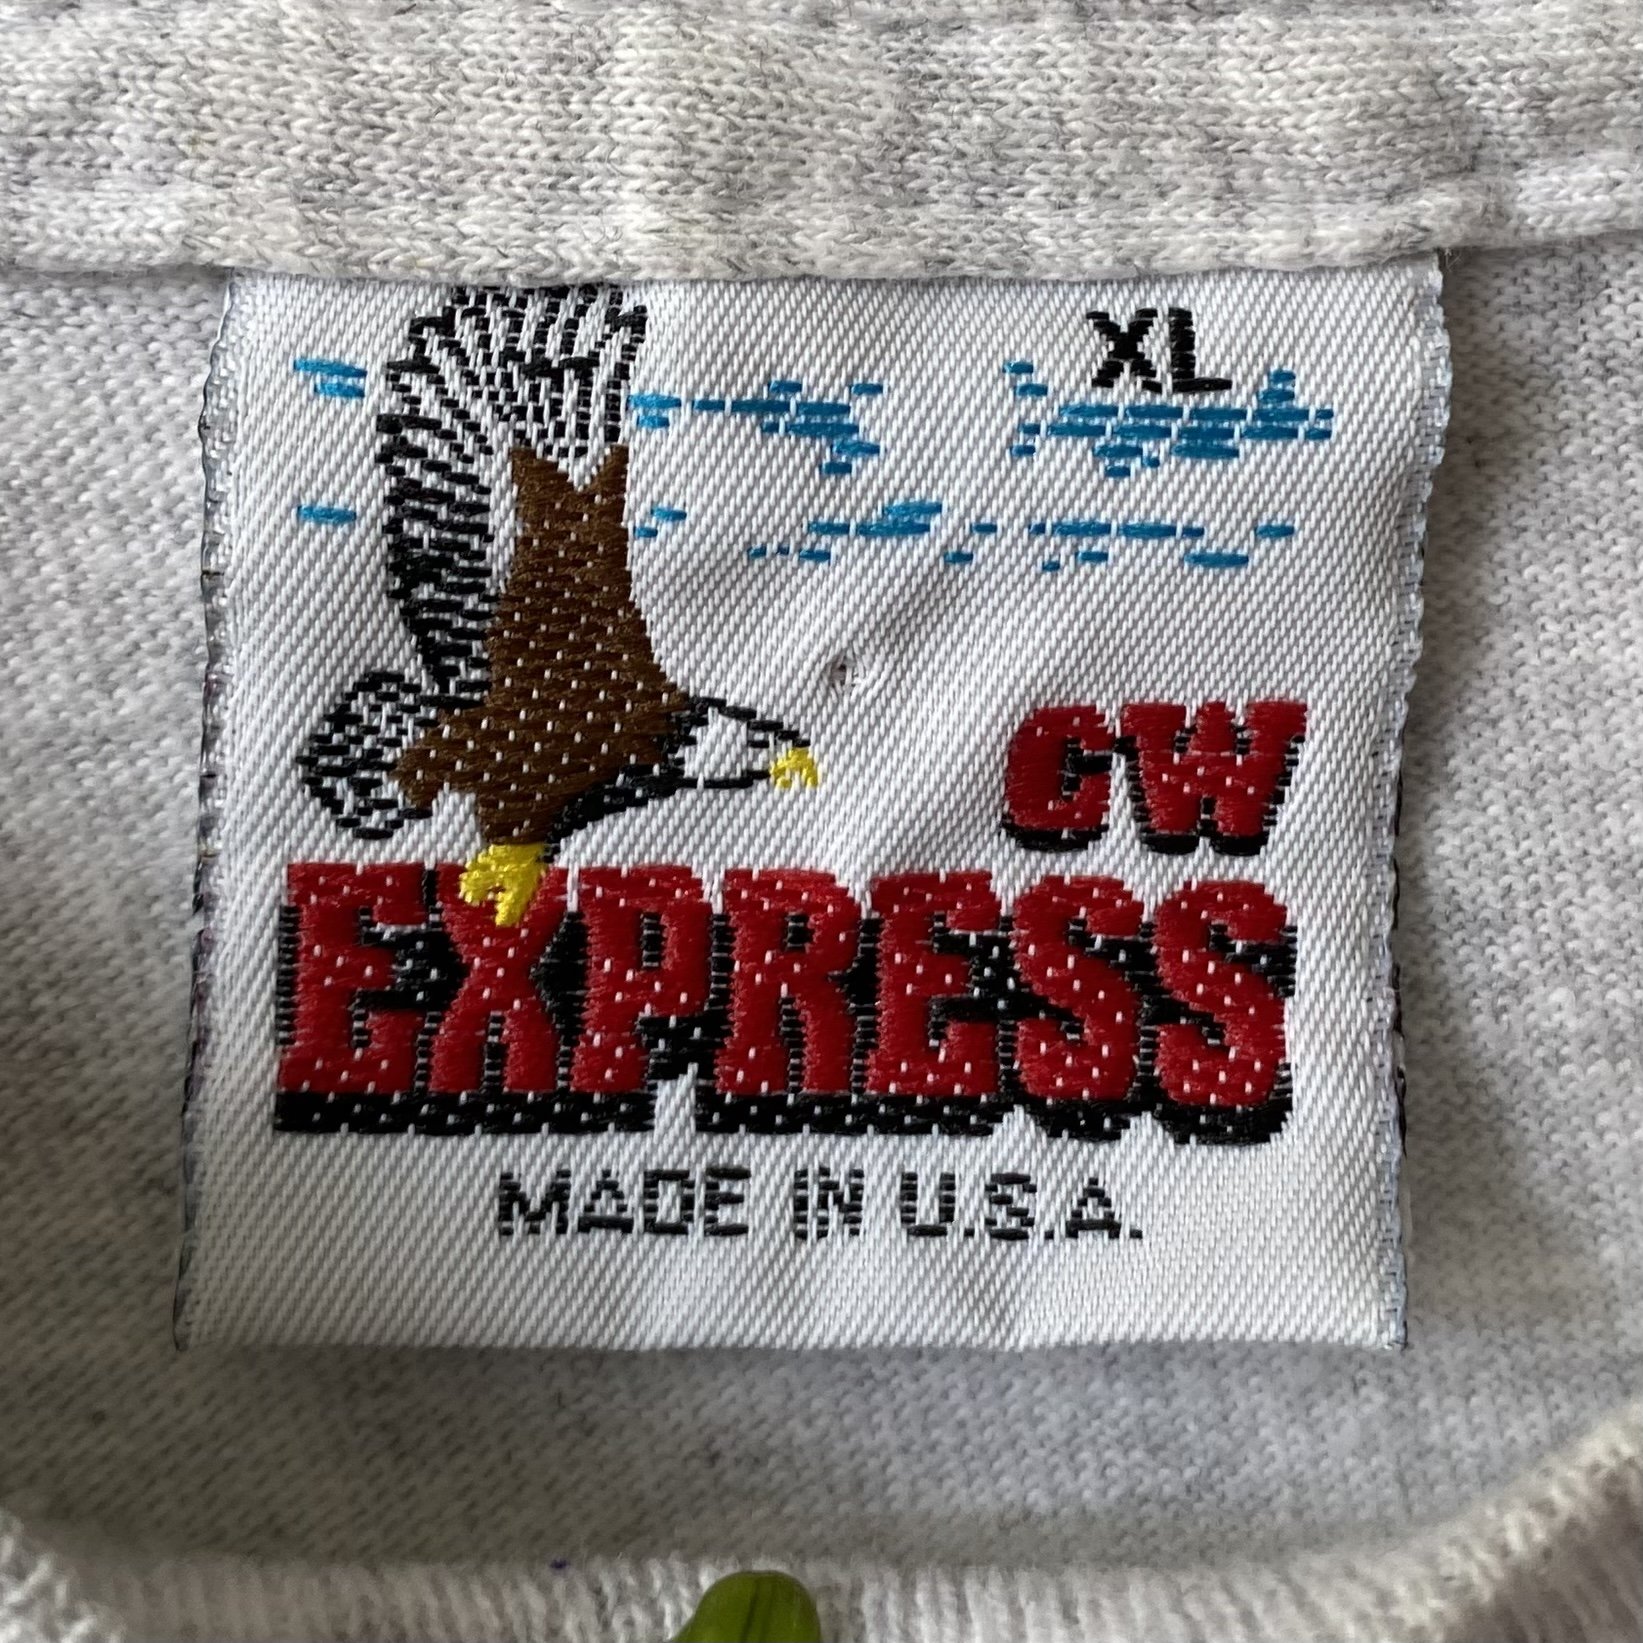 XL
CW
EXPRESS
MADE IN U.S.A.